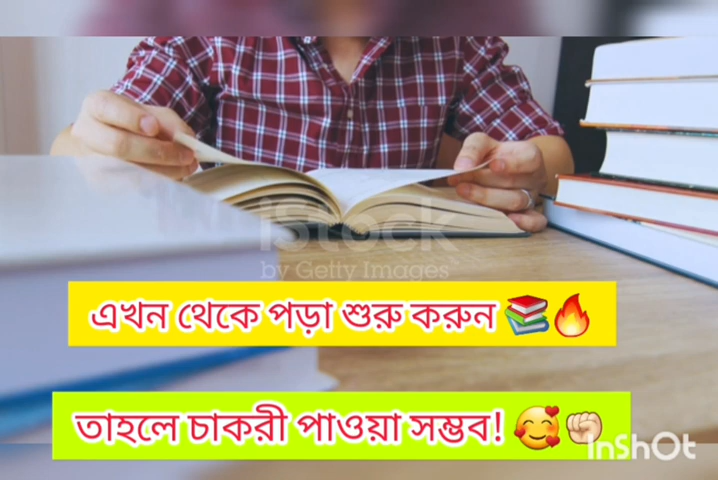 iStock
by Getty Images
এখন থেকে পড়া শুরু করুন 📚🔥
তাহলে চাকরী পাওয়া সম্ভব! 🥰✊
InShOt